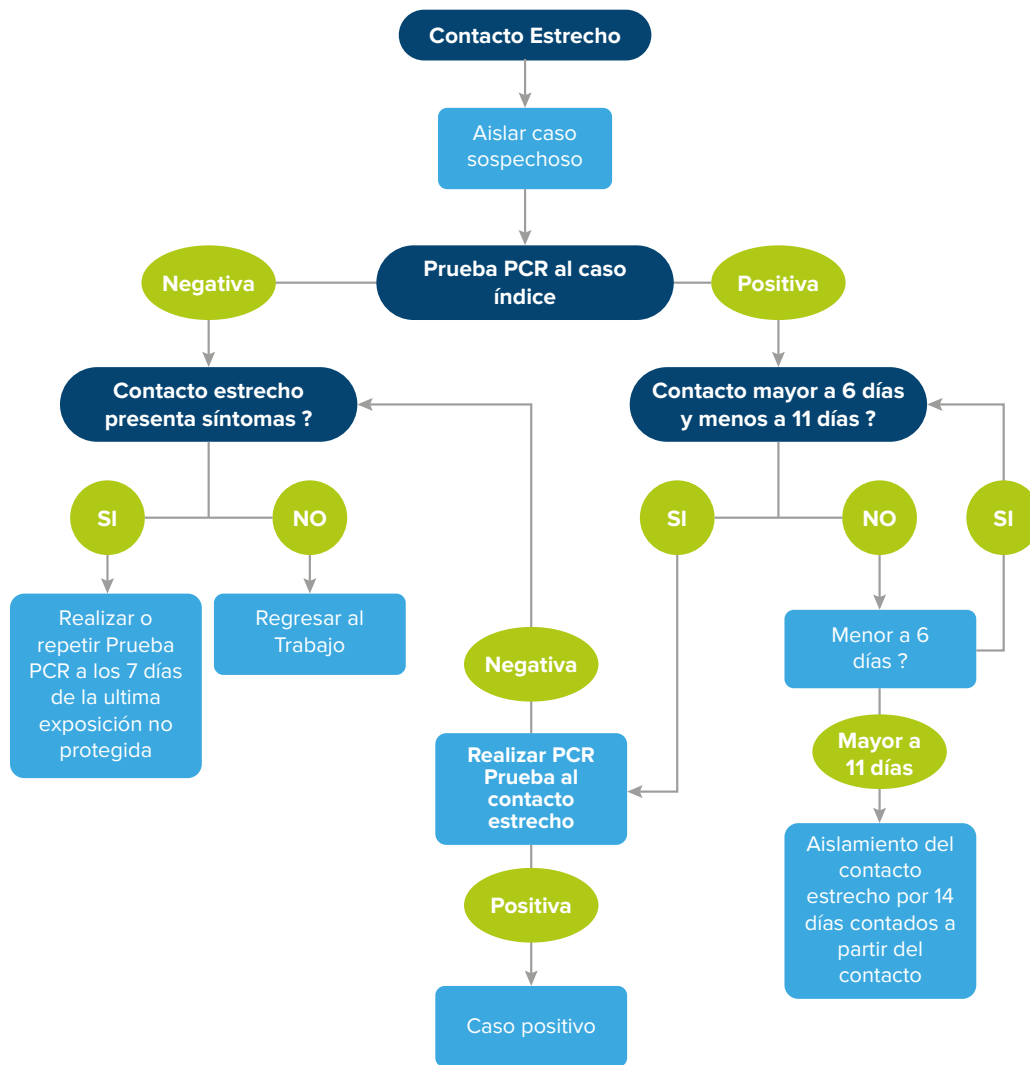 Contacto Estrecho
Aislar caso
sospechoso
Negativa
Prueba PCR al caso
índice
Positiva
Contacto estrecho
presenta síntomas ?
Contacto mayor a 6 días
y menos a 11 días ?
SI
NO
SI
NO
SI
Realizar o
repetir Prueba
PCR a los 7 días
de la ultima
exposición no
protegida
Regresar al
Trabajo
Negativa
Menor a 6
días ?
Realizar PCR
Prueba al
contacto
estrecho
Mayor a
11 días
Positiva
Aislamiento del
contacto
estrecho por 14
días contados a
partir del
contacto
Caso positivo